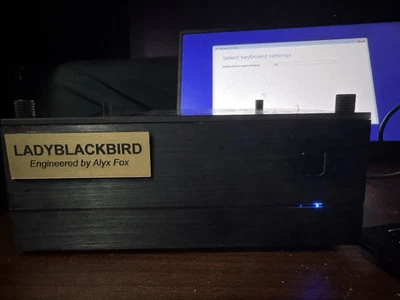 Select keyboard settings
LADYBLACKBIRD
Engineered by Alyx Fox